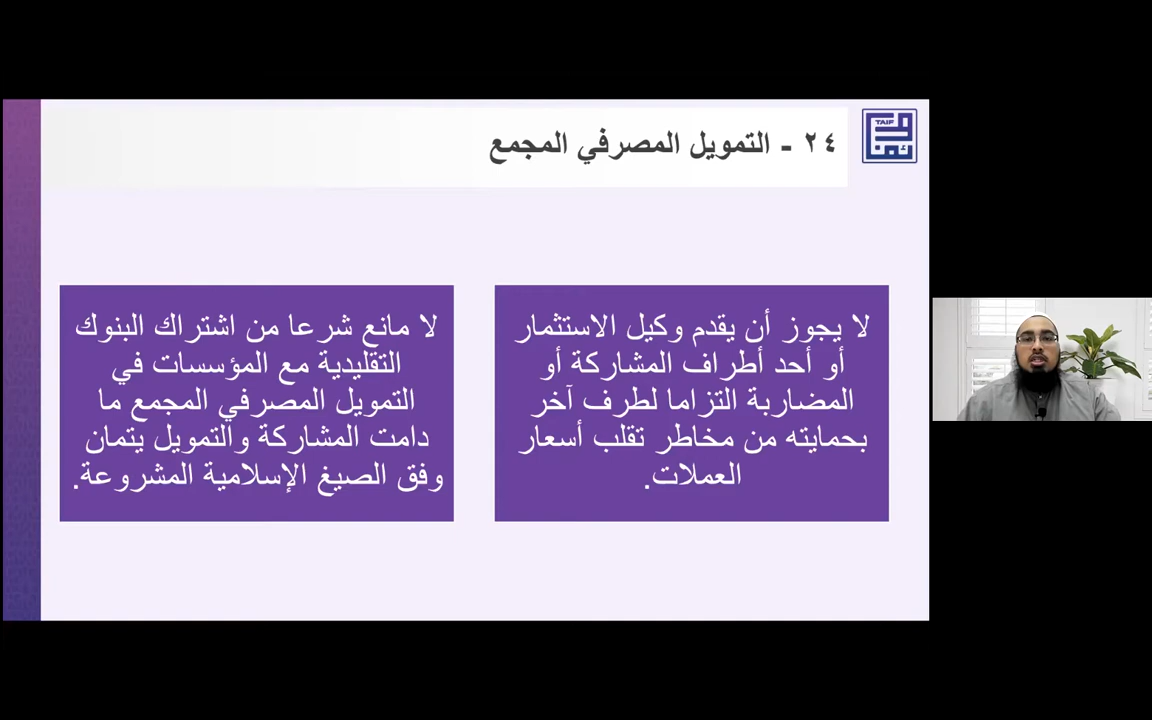 ٢٤ - التمويل المصرفي المجمع
TAIF
لا يجوز أن يقدم وكيل الاستثمار
أو أحد أطراف المشاركة أو
المضاربة التزاما لطرف آخر
بحمايته من مخاطر تقلب أسعار
العملات.
لا مانع شرعا من اشتراك البنوك
التقليدية مع المؤسسات في
التمويل المصرفي المجمع ما
دامت المشاركة والتمويل يتمان
وفق الصيغ الإسلامية المشروعة.